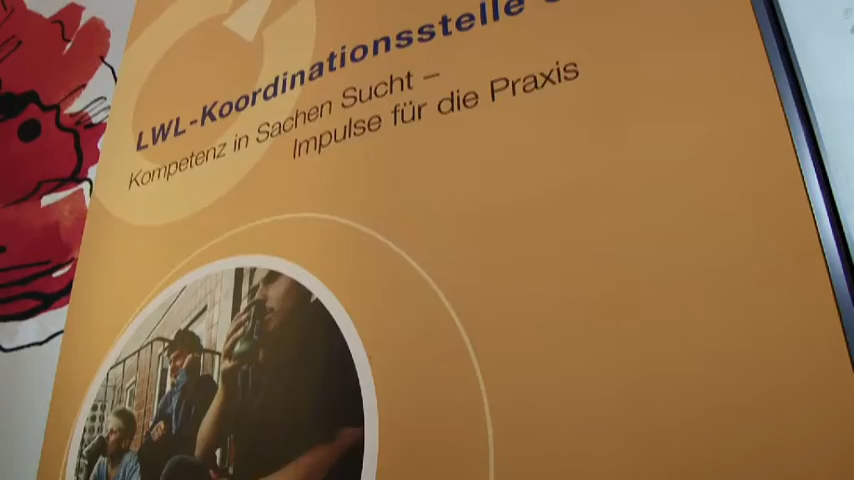 LWL-Koordinationsstelle
Kompetenz in Sachen Sucht –
Impulse für die Praxis